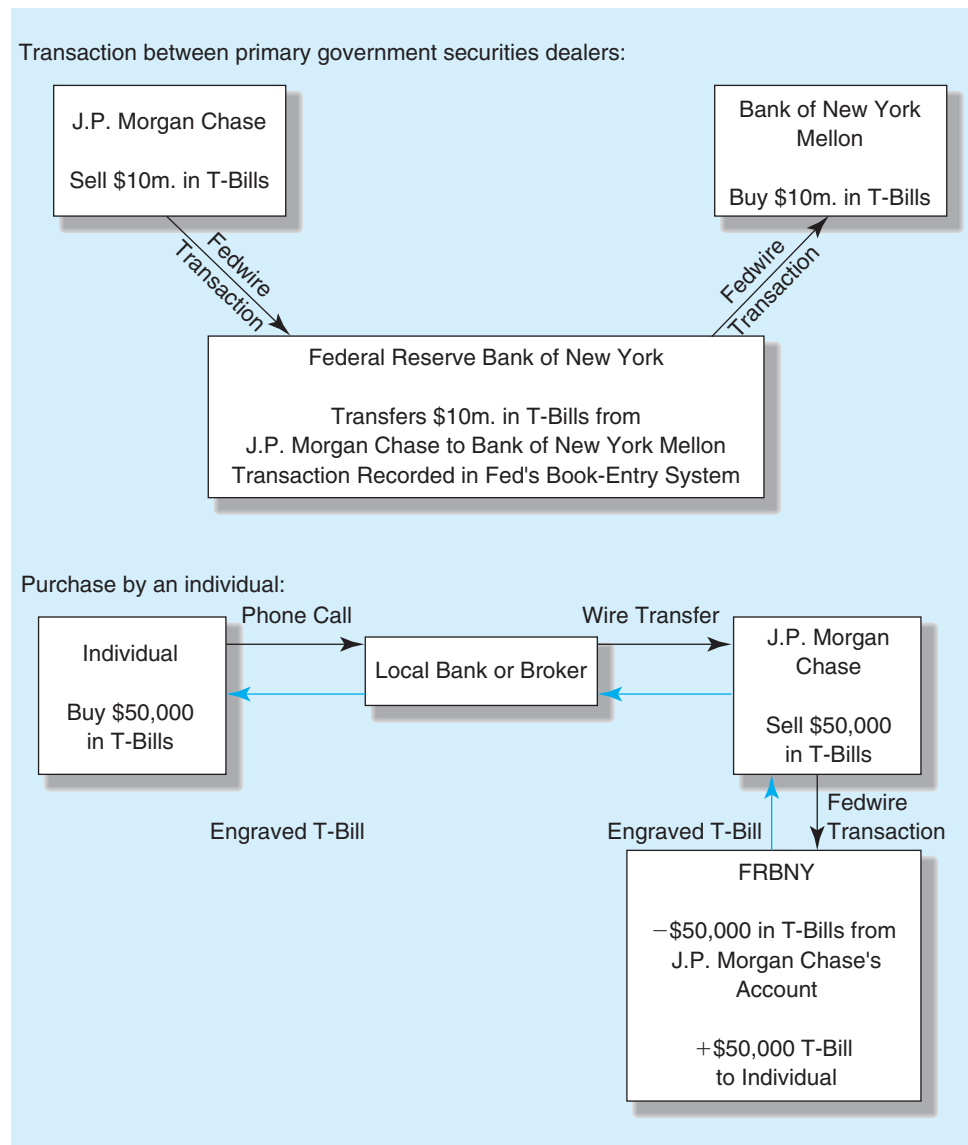 Transaction between primary government securities dealers:
J.P. Morgan Chase
Sell $10m. in T-Bills
Bank of New York
Mellon
Buy $10m. in T-Bills
Fedwire
Transaction
Fedwire
Transaction
Federal Reserve Bank of New York
Transfers $10m. in T-Bills from
J.P. Morgan Chase to Bank of New York Mellon
Transaction Recorded in Fed's Book-Entry System
Purchase by an individual:
Individual
Buy $50,000
in T-Bills
Phone Call
Local Bank or Broker
Wire Transfer
J.P. Morgan
Chase
Sell $50,000
in T-Bills
Engraved T-Bill
Engraved T-Bill
Fedwire
Transaction
FRBNY
−$50,000 in T-Bills from
J.P. Morgan Chase's
Account
+$50,000 T-Bill
to Individual